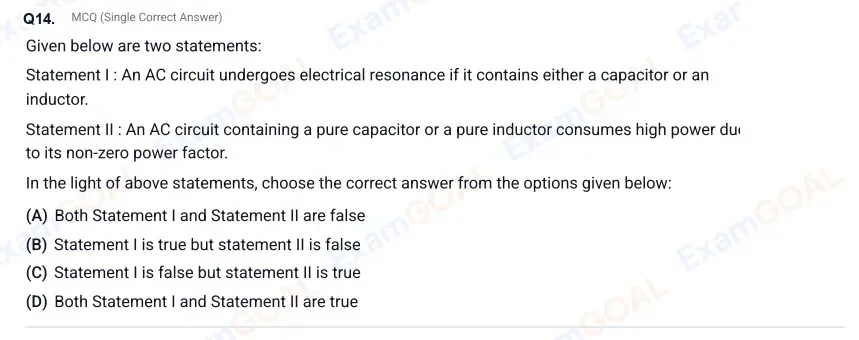 Q14. MCQ (Single Correct Answer)
Given below are two statements:
Statement I : An AC circuit undergoes electrical resonance if it contains either a capacitor or an
inductor.
Statement II : An AC circuit containing a pure capacitor or a pure inductor consumes high power du
to its non-zero power factor.
In the light of above statements, choose the correct answer from the options given below:
(A) Both Statement I and Statement II are false
(B) Statement I is true but statement II is false
(C) Statement I is false but statement II is true
(D) Both Statement I and Statement II are true
ExamGOAL